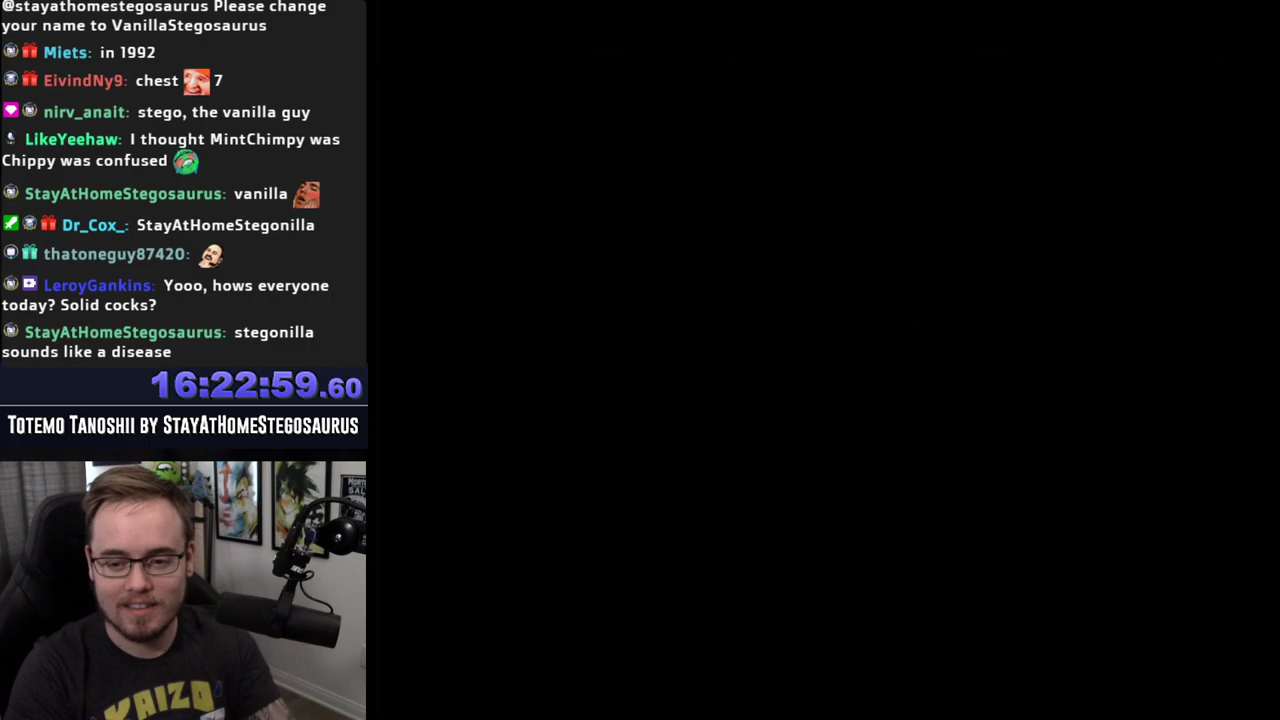 @stayathomestegosaurus Please change
your name to VanillaStegosaurus
Miets: in 1992
EivindNy9: chest 7
nirv_anait: stego, the vanilla guy
LikeYeehaw: I thought MintChimpy was
Chippy was confused
StayAtHomeStegosaurus: vanilla
Dr_Cox_: StayAtHomeStegonilla
thatoneguy87420:
LeroyGankins: Yooo, hows everyone
today? Solid cocks?
StayAtHomeStegosaurus: stegonilla
sounds like a disease
16:22:59.60
Totemo Tanoshii by StayAtHomeStegosaurus
KAIZO